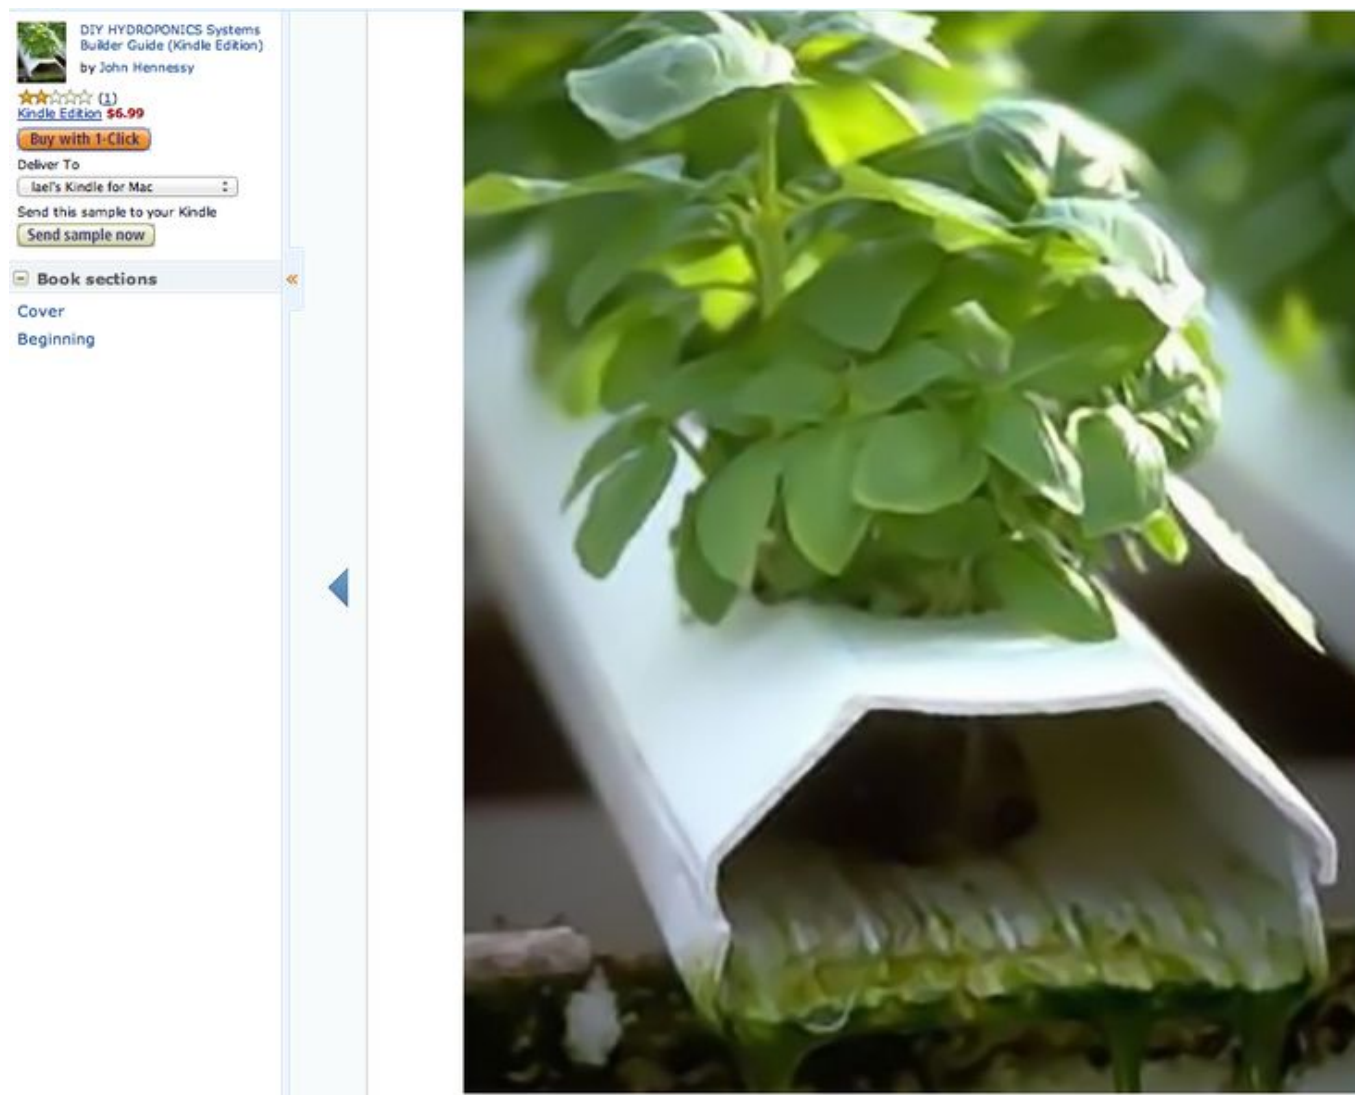 DIY HYDROPONICS Systems
Builder Guide (Kindle Edition)
by John Hennessy
(1)
Kindle Edition $6.99
Buy with 1-Click
Deliver To
lael's Kindle for Mac
Send this sample to your Kindle
Send sample now
Book sections
«
Cover
Beginning